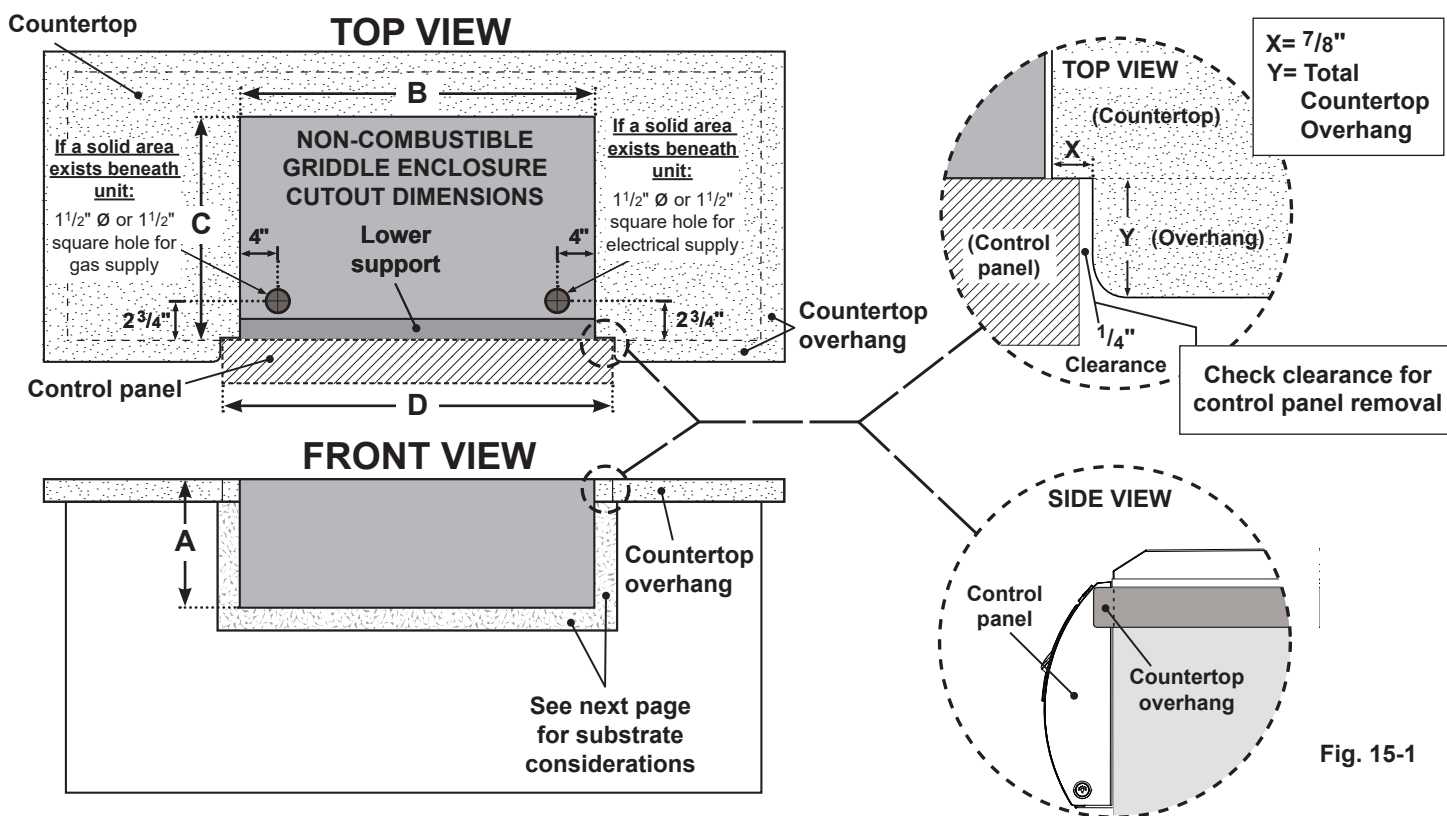 Countertop
TOP VIEW
B
If a solid area
exists beneath
unit:
1 1/2" Ø or 1 1/2"
square hole for
gas supply
C
NON-COMBUSTIBLE
GRIDDLE ENCLOSURE
CUTOUT DIMENSIONS
Lower
support
4"
4"
If a solid area
exists beneath
unit:
1 1/2" Ø or 1 1/2"
square hole for
electrical supply
2 3/4"
2 3/4"
Countertop
overhang
Control panel
D
TOP VIEW
(Countertop)
X
(Control
panel)
Y
(Overhang)
1/4"
Clearance
X= 7/8"
Y= Total
Countertop
Overhang
Check clearance for
control panel removal
FRONT VIEW
A
Countertop
overhang
See next page
for substrate
considerations
SIDE VIEW
Control
panel
Countertop
overhang
Fig. 15-1